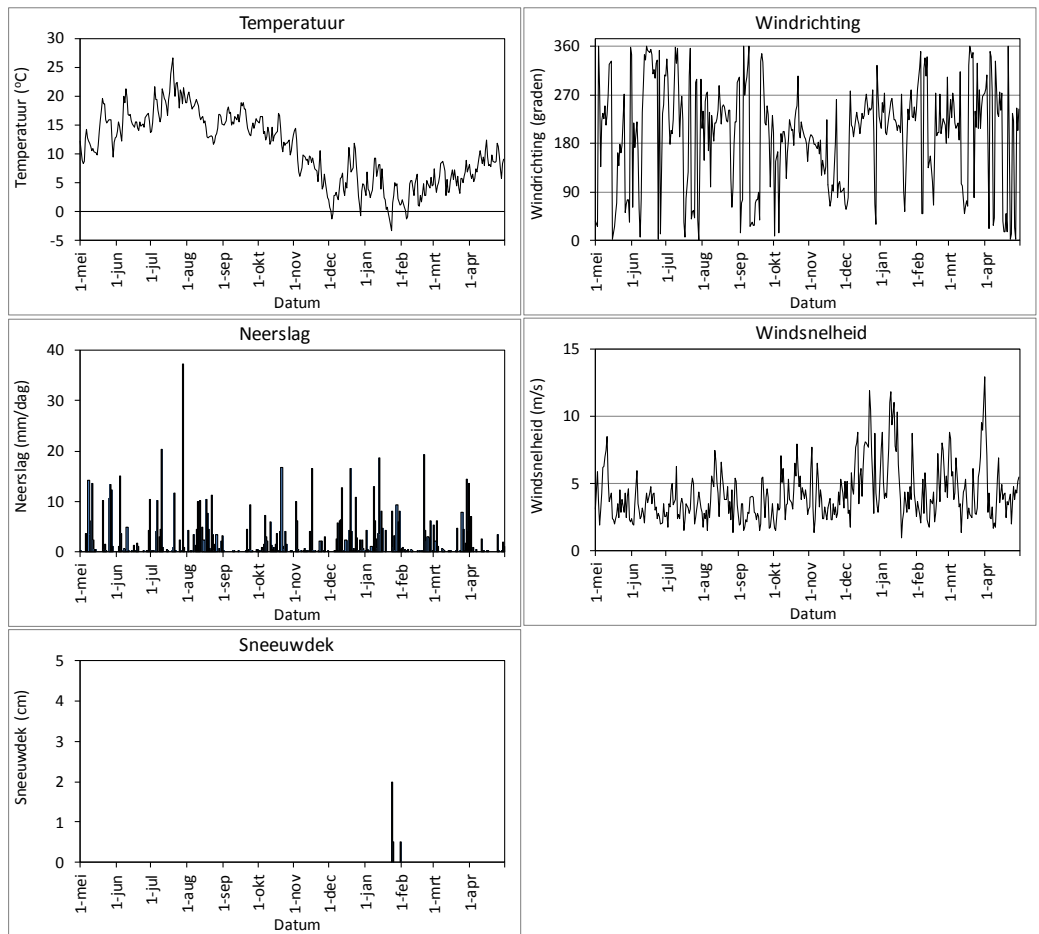 Temperatuur
Temperatuur (°C)
30
25
20
15
10
5
0
-5
1-mei
1-jun
1-jul
1-aug
1-sep
1-okt
1-nov
1-dec
1-jan
1-feb
1-mrt
1-apr
Datum
Windrichting
Windrichting (graden)
360
270
180
90
0
1-mei
1-jun
1-jul
1-aug
1-sep
1-okt
1-nov
1-dec
1-jan
1-feb
1-mrt
1-apr
Datum
Neerslag
Neerslag (mm/dag)
40
30
20
10
0
1-mei
1-jun
1-jul
1-aug
1-sep
1-okt
1-nov
1-dec
1-jan
1-feb
1-mrt
1-apr
Datum
Windsnelheid
Windsnelheid (m/s)
15
10
5
0
1-mei
1-jun
1-jul
1-aug
1-sep
1-okt
1-nov
1-dec
1-jan
1-feb
1-mrt
1-apr
Datum
Sneeuwdek
Sneeuwdek (cm)
5
4
3
2
1
0
1-mei
1-jun
1-jul
1-aug
1-sep
1-okt
1-nov
1-dec
1-jan
1-feb
1-mrt
1-apr
Datum